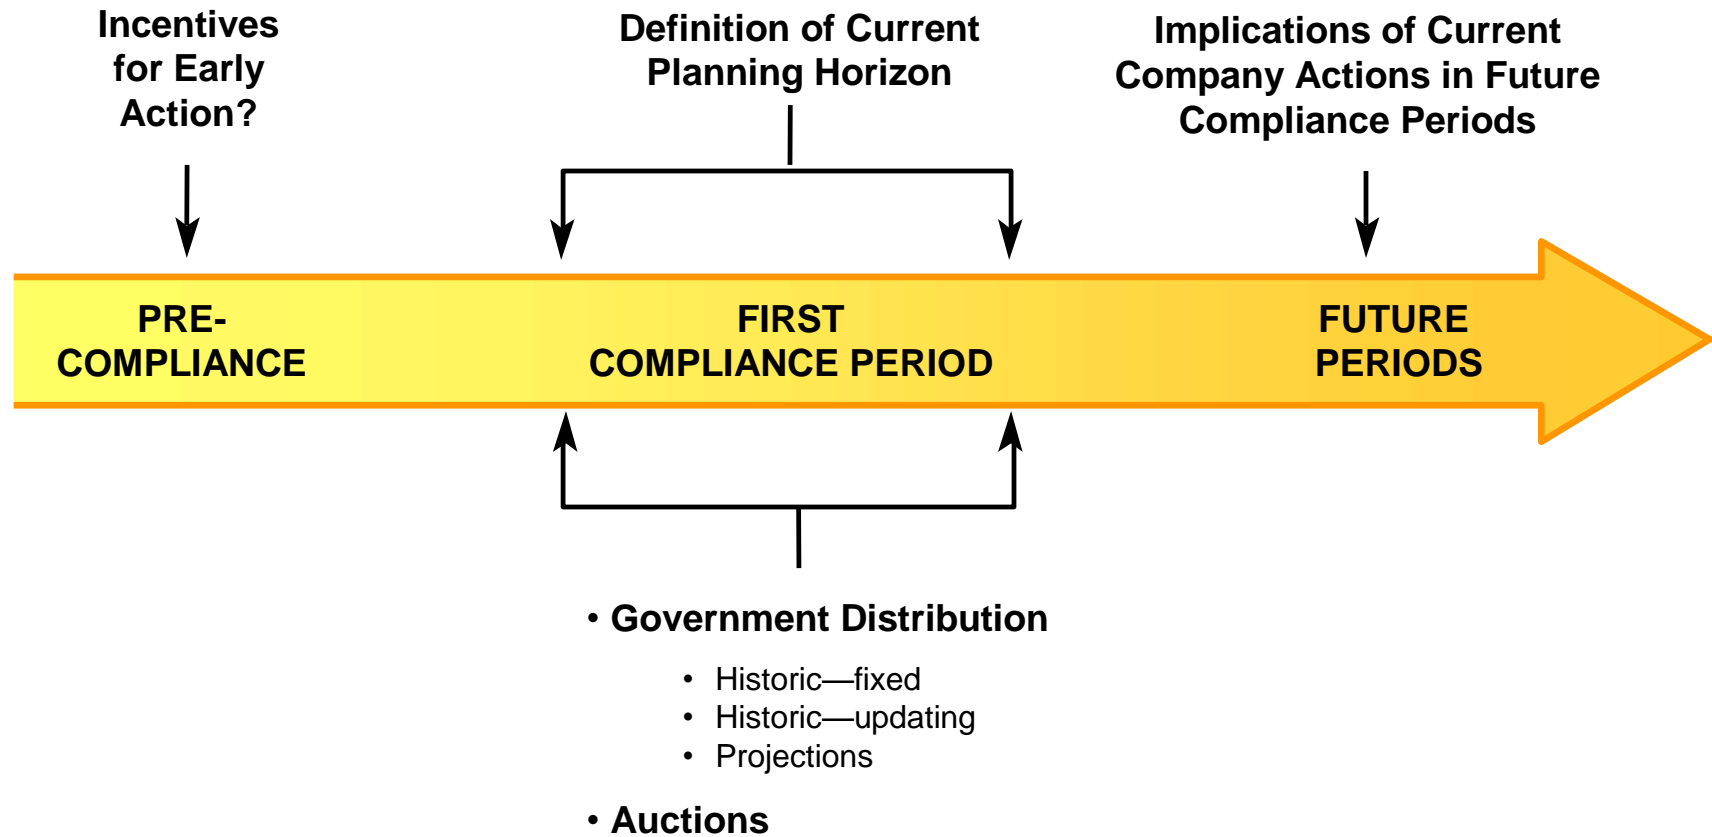 Incentives
for Early
Action?
Definition of Current
Planning Horizon
Implications of Current
Company Actions in Future
Compliance Periods
PRE-
COMPLIANCE
FIRST
COMPLIANCE PERIOD
FUTURE
PERIODS
• Government Distribution
• Historic—fixed
• Historic—updating
• Projections
• Auctions